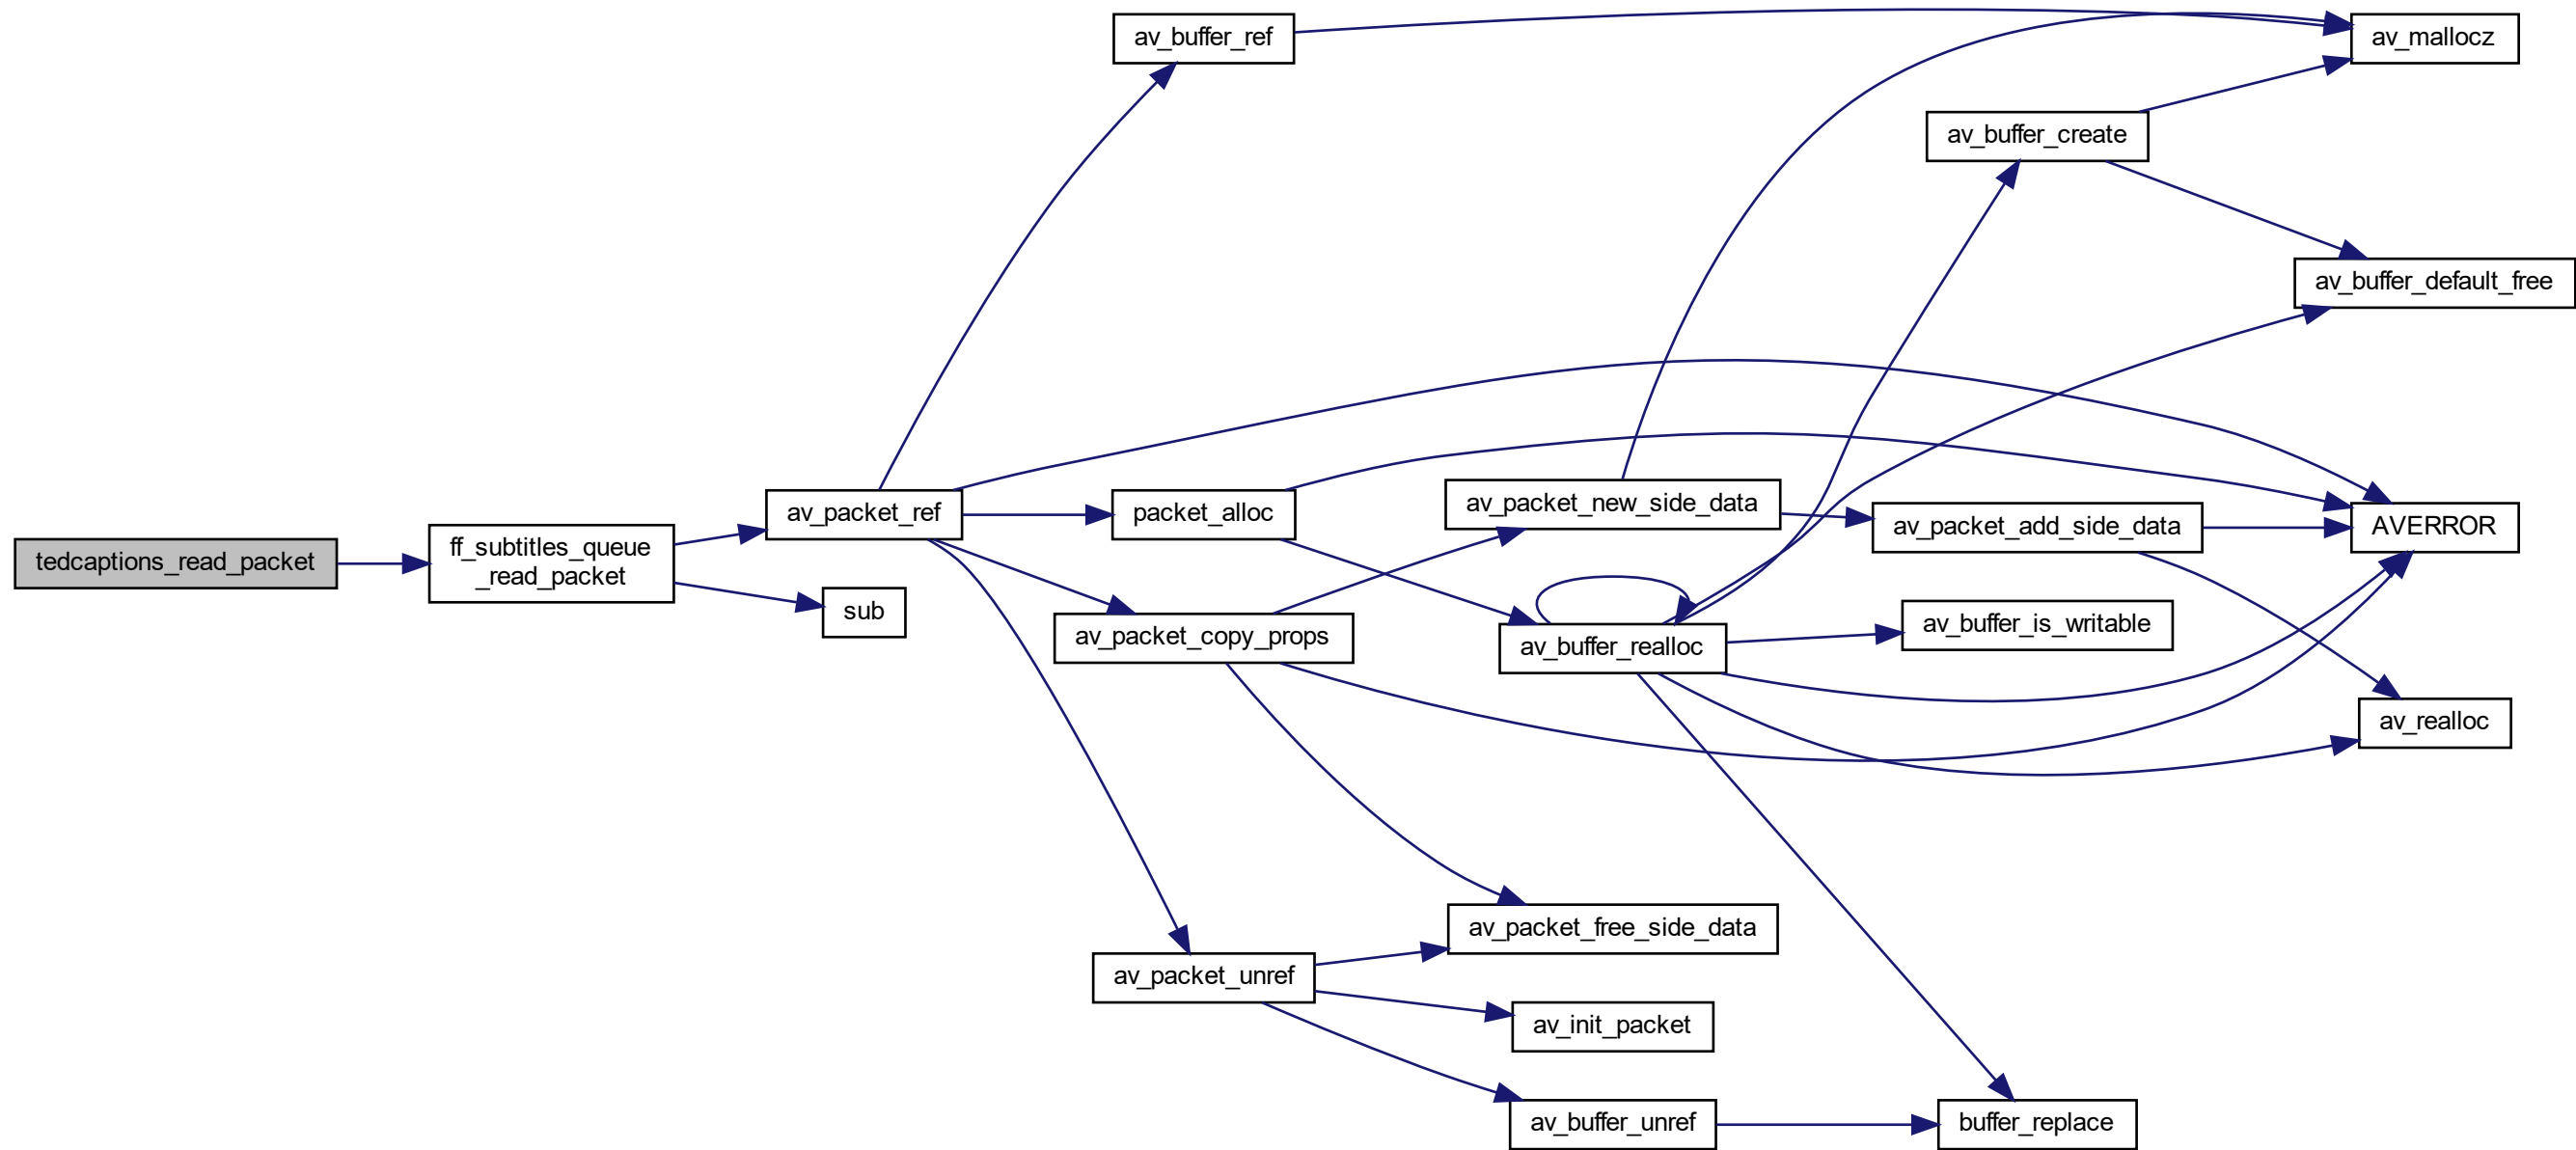 av_buffer_ref
av_mallocz
av_buffer_create
av_buffer_default_free
av_packet_ref
packet_alloc
av_packet_new_side_data
av_packet_add_side_data
AVERROR
tedcaptions_read_packet
ff_subtitles_queue
_read_packet
sub
av_packet_copy_props
av_buffer_realloc
av_buffer_is_writable
av_realloc
av_packet_free_side_data
av_packet_unref
av_init_packet
av_buffer_unref
buffer_replace